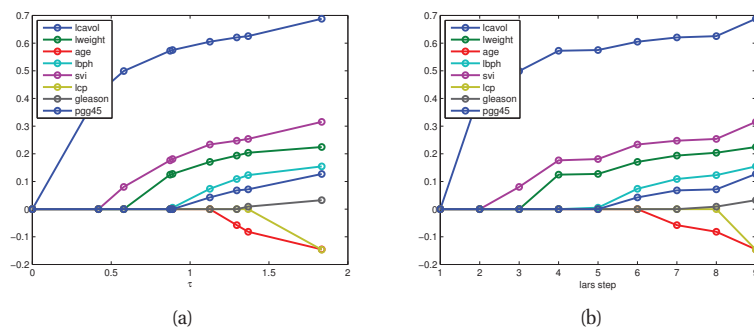 0.7
0.6
0.5
0.4
0.3
0.2
0.1
0
−0.1
−0.2
0
0.5
1
1.5
2
τ
lcavol
lweight
age
lbph
svi
lcp
gleason
pgg45
(a)
0.7
0.6
0.5
0.4
0.3
0.2
0.1
0
−0.1
−0.2
1
2
3
4
5
6
7
8
9
lars step
lcavol
lweight
age
lbph
svi
lcp
gleason
pgg45
(b)